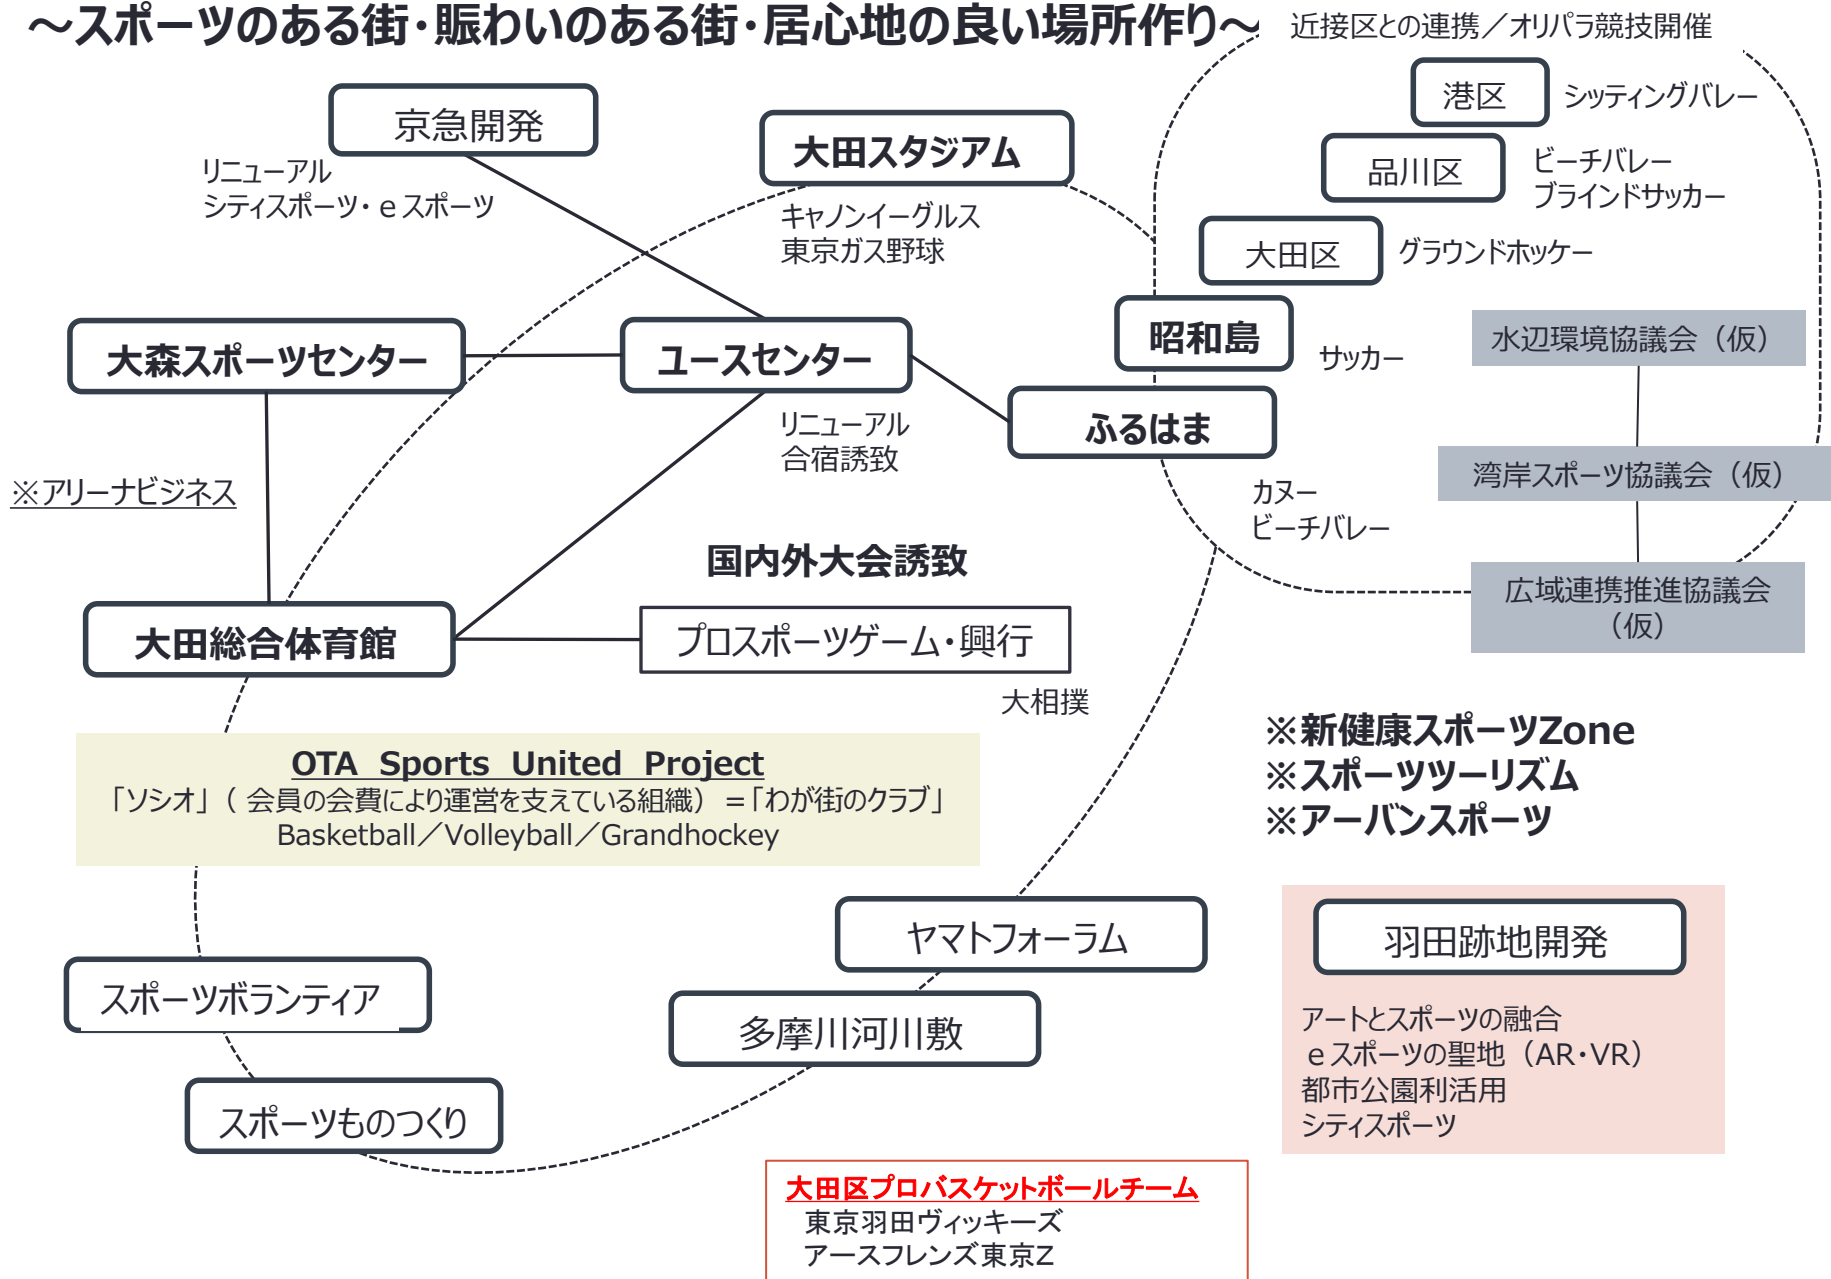 ～スポーツのある街・賑わいのある街・居心地の良い場所作り～
近接区との連携／オリパラ競技開催
港区
シッティングバレー
京急開発
大田スタジアム
品川区
ビーチバレー
ブラインドサッカー
リニューアル
シティスポーツ・ｅスポーツ
キャノンイーグルス
東京ガス野球
大田区
グラウンドホッケー
昭和島
サッカー
水辺環境協議会（仮）
大森スポーツセンター
ユースセンター
ふるはま
リニューアル
合宿誘致
湾岸スポーツ協議会（仮）
※アリーナビジネス
カヌー
ビーチバレー
国内外大会誘致
広域連携推進協議会
（仮）
大田総合体育館
プロスポーツゲーム・興行
大相撲
※新健康スポーツZone
※スポーツツーリズム
※アーバンスポーツ
OTA Sports United Project
「ソシオ」（ 会員の会費により運営を支えている組織）＝「わが街のクラブ」
Basketball／Volleyball／Grandhockey
ヤマトフォーラム
羽田跡地開発
スポーツボランティア
多摩川河川敷
アートとスポーツの融合
ｅスポーツの聖地（AR・VR）
都市公園利活用
シティスポーツ
スポーツものつくり
大田区プロバスケットボールチーム
東京羽田ヴィッキーズ
アースフレンズ東京Z